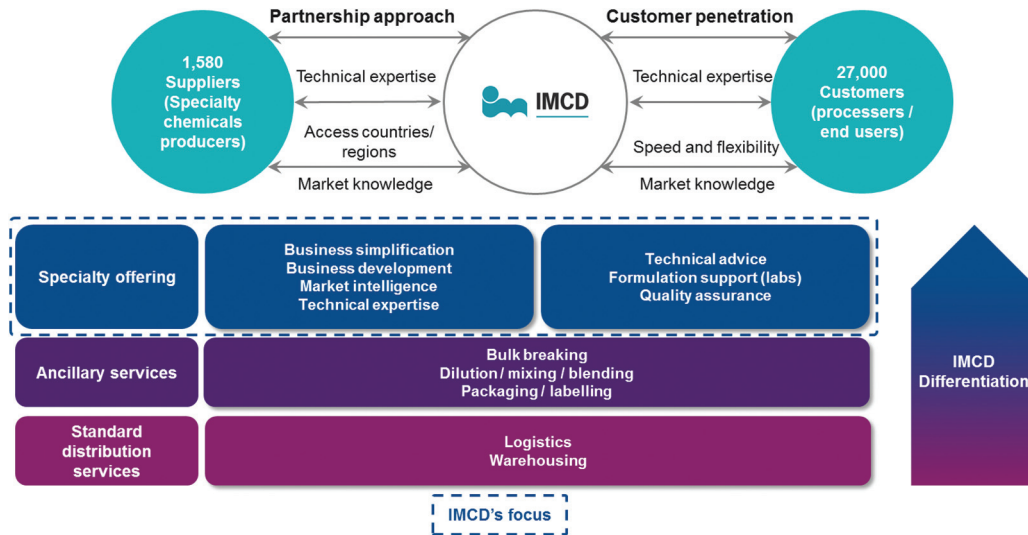 Partnership approach
Customer penetration
1,580
Suppliers
(Specialty
chemicals
producers)
Technical expertise
Access countries/
regions
Market knowledge
IMCD
Technical expertise
Speed and flexibility
Market knowledge
27,000
Customers
(processers /
end users)
Specialty offering
Business simplification
Business development
Market intelligence
Technical expertise
Technical advice
Formulation support (labs)
Quality assurance
Ancillary services
Bulk breaking
Dilution / mixing / blending
Packaging / labelling
Standard
distribution
services
Logistics
Warehousing
IMCD
Differentiation
IMCD's focus